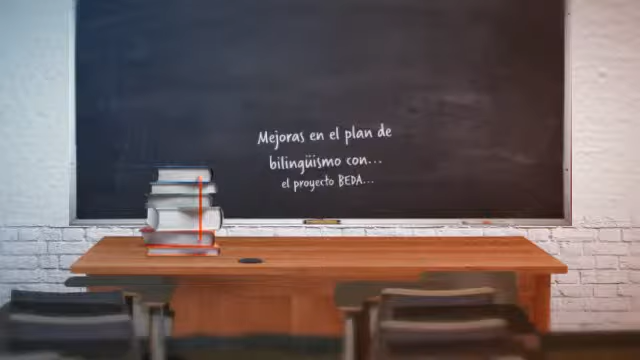 Mejoras en el plan de
bilingüismo con...
el proyecto BEDA...